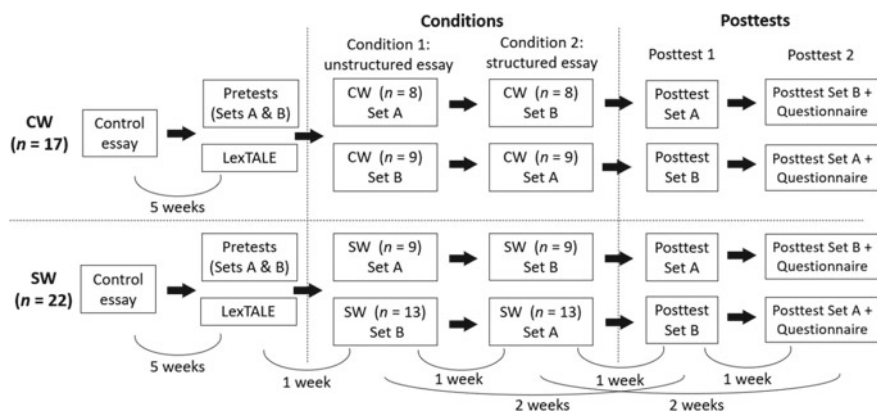 Conditions
Posttests
Condition 1:
unstructured essay
Condition 2:
structured essay
Posttest 1
Posttest 2
CW
(n = 17)
Control
essay
Pretests
(Sets A & B)
LexTALE
5 weeks
CW (n = 8)
Set A
CW (n = 8)
Set B
Posttest
Set A
Posttest Set B +
Questionnaire
CW (n = 9)
Set B
CW (n = 9)
Set A
Posttest
Set B
Posttest Set A +
Questionnaire
SW
(n = 22)
Control
essay
Pretests
(Sets A & B)
LexTALE
5 weeks
SW (n = 9)
Set A
SW (n = 9)
Set B
Posttest
Set A
Posttest Set B +
Questionnaire
SW (n = 13)
Set B
SW (n = 13)
Set A
Posttest
Set B
Posttest Set A +
Questionnaire
1 week
1 week
1 week
1 week
2 weeks
2 weeks